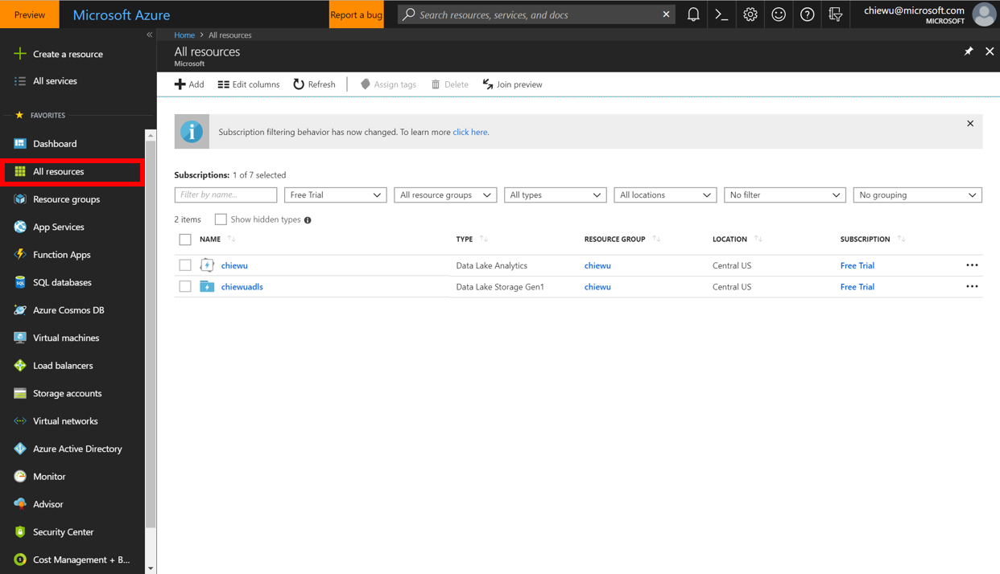 Preview
Microsoft Azure
Report a bug
Search resources, services, and docs
chiewu@microsoft.com
MICROSOFT
Create a resource
All services
FAVORITES
Dashboard
All resources
Resource groups
App Services
Function Apps
SQL databases
Azure Cosmos DB
Virtual machines
Load balancers
Storage accounts
Virtual networks
Azure Active Directory
Monitor
Advisor
Security Center
Cost Management + B...
Home > All resources
All resources
Microsoft
Add Edit columns Refresh Assign tags Delete Join preview
Subscription filtering behavior has now changed. To learn more click here.
Subscriptions: 1 of 7 selected
Filter by name... Free Trial All resource groups All types All locations No filter No grouping
2 items Show hidden types
NAME TYPE RESOURCE GROUP LOCATION SUBSCRIPTION
chiewu Data Lake Analytics chiewu Central US Free Trial
chiewuadls Data Lake Storage Gen1 chiewu Central US Free Trial